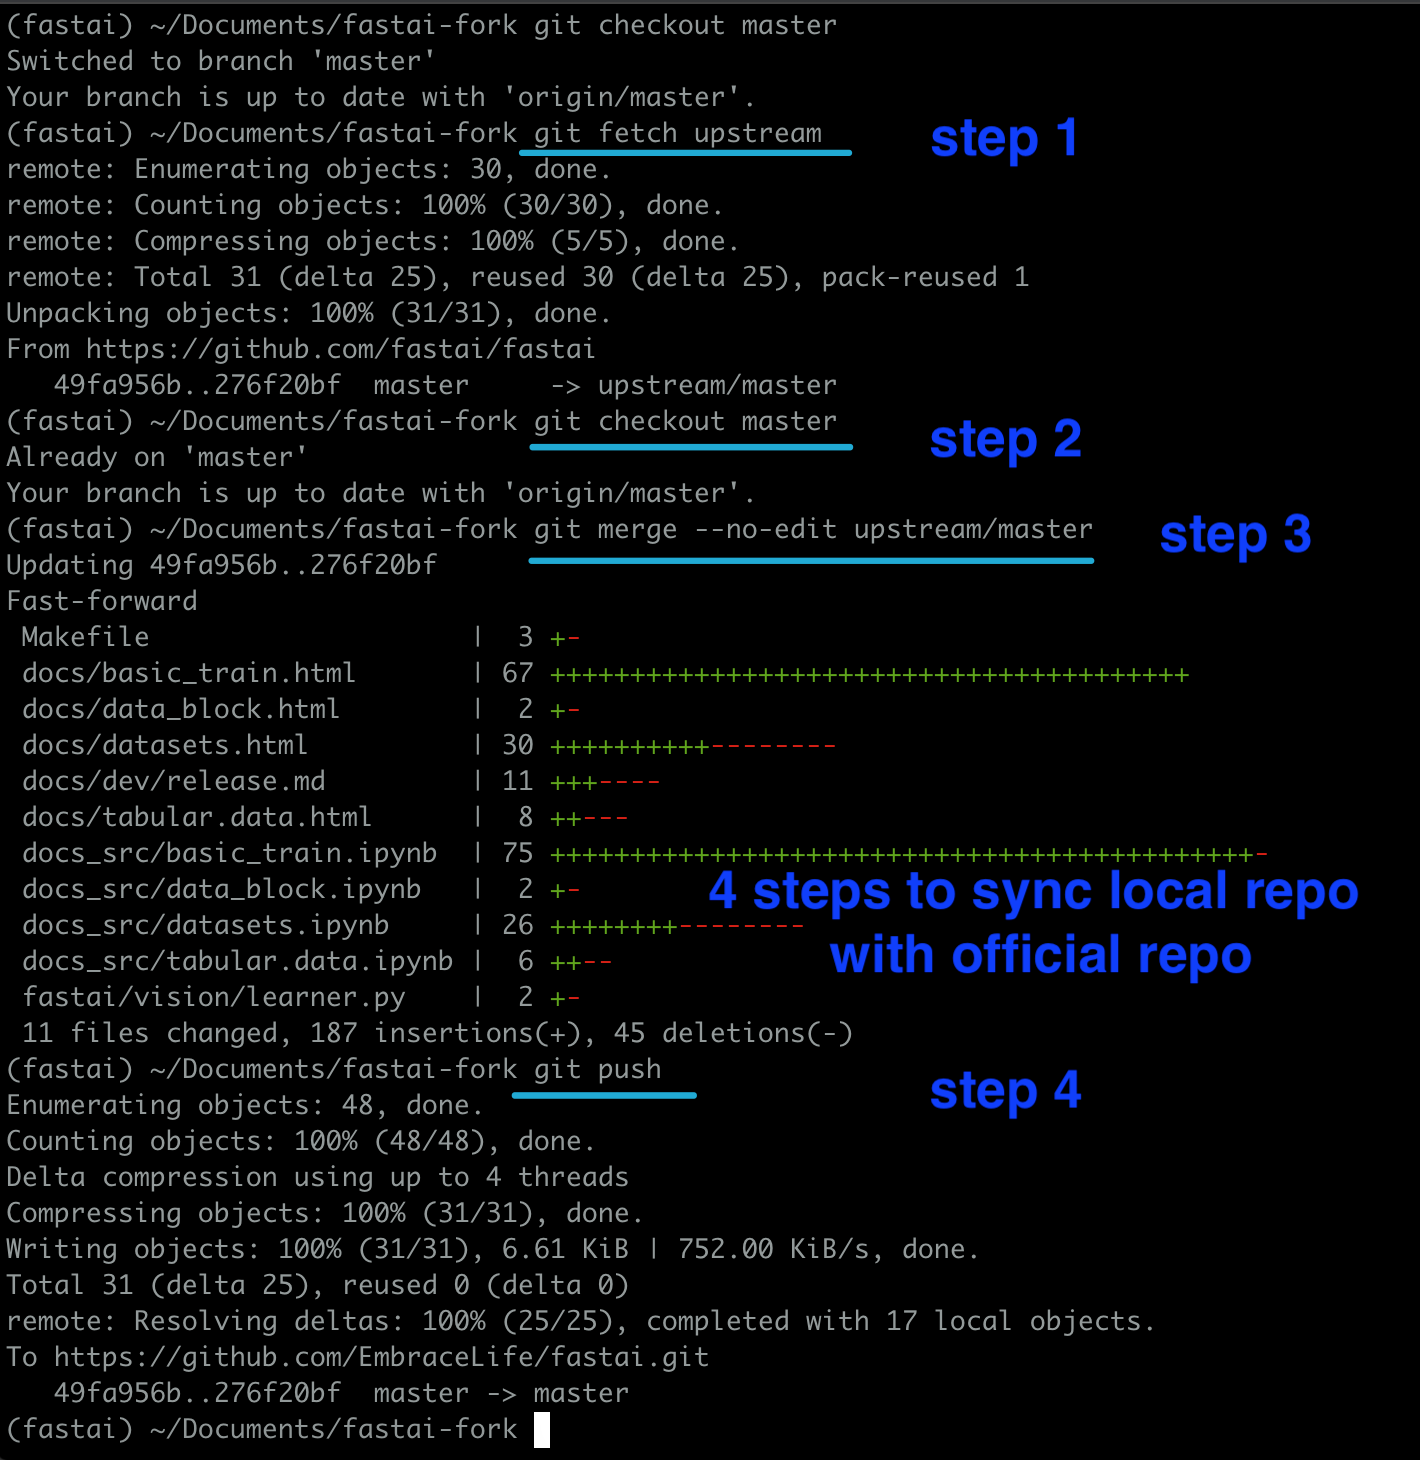 (fastai) ~/Documents/fastai-fork git checkout master
Switched to branch 'master'
Your branch is up to date with 'origin/master'.
(fastai) ~/Documents/fastai-fork git fetch upstream step 1
remote: Enumerating objects: 30, done.
remote: Counting objects: 100% (30/30), done.
remote: Compressing objects: 100% (5/5), done.
remote: Total 31 (delta 25), reused 30 (delta 25), pack-reused 1
Unpacking objects: 100% (31/31), done.
From https://github.com/fastai/fastai
   49fa956b..276f20bf  master     -> upstream/master
(fastai) ~/Documents/fastai-fork git checkout master step 2
Already on 'master'
Your branch is up to date with 'origin/master'.
(fastai) ~/Documents/fastai-fork git merge --no-edit upstream/master step 3
Updating 49fa956b..276f20bf
Fast-forward
 Makefile                    |  3 +-
 docs/basic_train.html       | 67 ++++++++++++++++++++++++++++++++++++++++
 docs/data_block.html        |  2 +-
 docs/datasets.html          | 30 ++++++++++--------
 docs/dev/release.md         | 11 +++----
 docs/tabular.data.html      |  8 ++---
 docs_src/basic_train.ipynb  | 75 ++++++++++++++++++++++++++++++++++++++++++++-
 docs_src/data_block.ipynb   |  2 +- 4 steps to sync local repo
 docs_src/datasets.ipynb     | 26 ++++++++--------
 docs_src/tabular.data.ipynb |  6 ++-- with official repo
 fastai/vision/learner.py    |  2 +-
 11 files changed, 187 insertions(+), 45 deletions(-)
(fastai) ~/Documents/fastai-fork git push step 4
Enumerating objects: 48, done.
Counting objects: 100% (48/48), done.
Delta compression using up to 4 threads
Compressing objects: 100% (31/31), done.
Writing objects: 100% (31/31), 6.61 KiB | 752.00 KiB/s, done.
Total 31 (delta 25), reused 0 (delta 0)
remote: Resolving deltas: 100% (25/25), completed with 17 local objects.
To https://github.com/EmbraceLife/fastai.git
   49fa956b..276f20bf  master -> master
(fastai) ~/Documents/fastai-fork